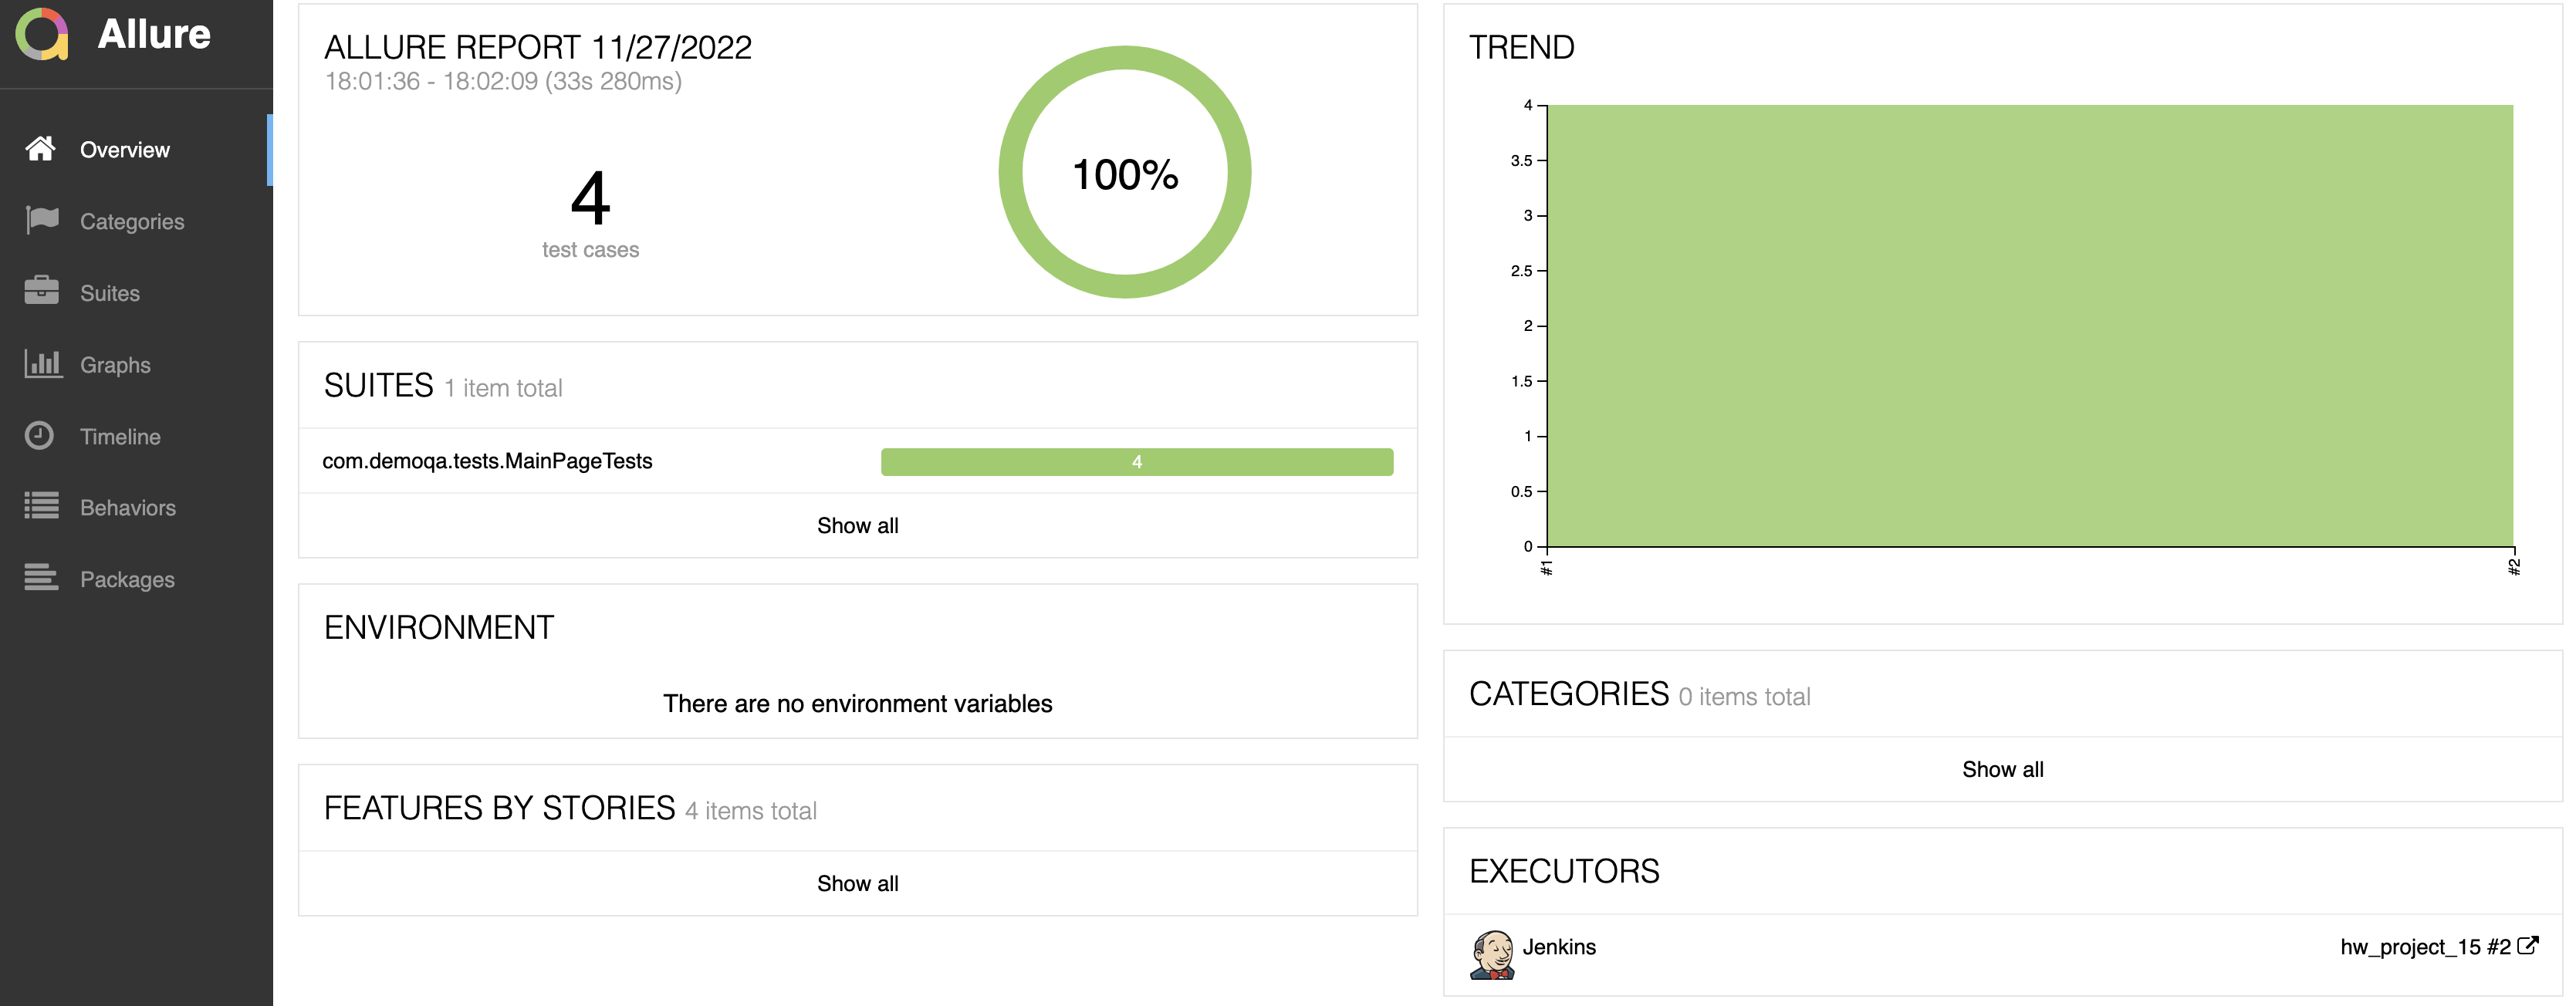 Allure
Overview
Categories
Suites
Graphs
Timeline
Behaviors
Packages
ALLURE REPORT 11/27/2022
18:01:36 - 18:02:09 (33s 280ms)
4
test cases
100%
SUITES 1 item total
com.demoqa.tests.MainPageTests 4
Show all
ENVIRONMENT
There are no environment variables
FEATURES BY STORIES 4 items total
Show all
TREND
4
3.5
3
2.5
2
1.5
1
0.5
0
#1 #2
CATEGORIES 0 items total
Show all
EXECUTORS
Jenkins hw_project_15 #2